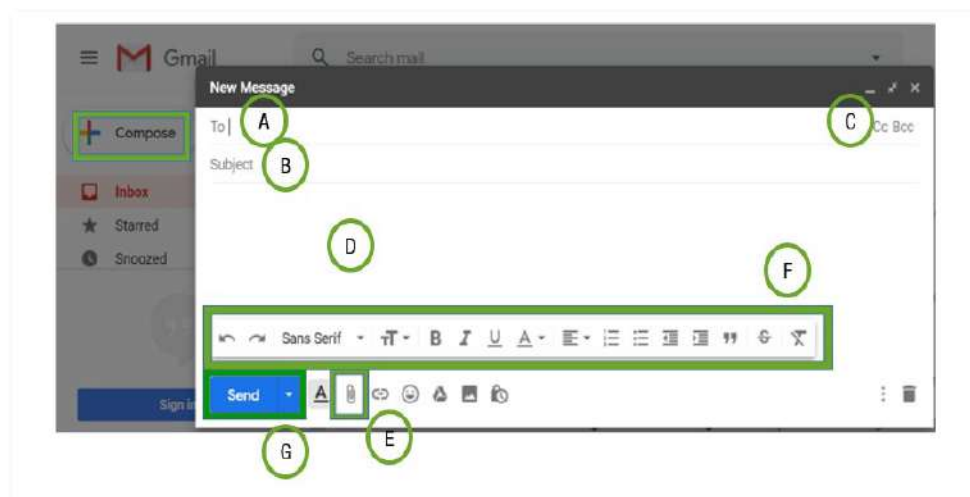 Gmail
Search mail
New Message
Compose
To A C Cc Bcc
Subject B
Inbox
Starred
D
Snoozed
F
Sans Serif T B I U A
Send A
Sign in
G E